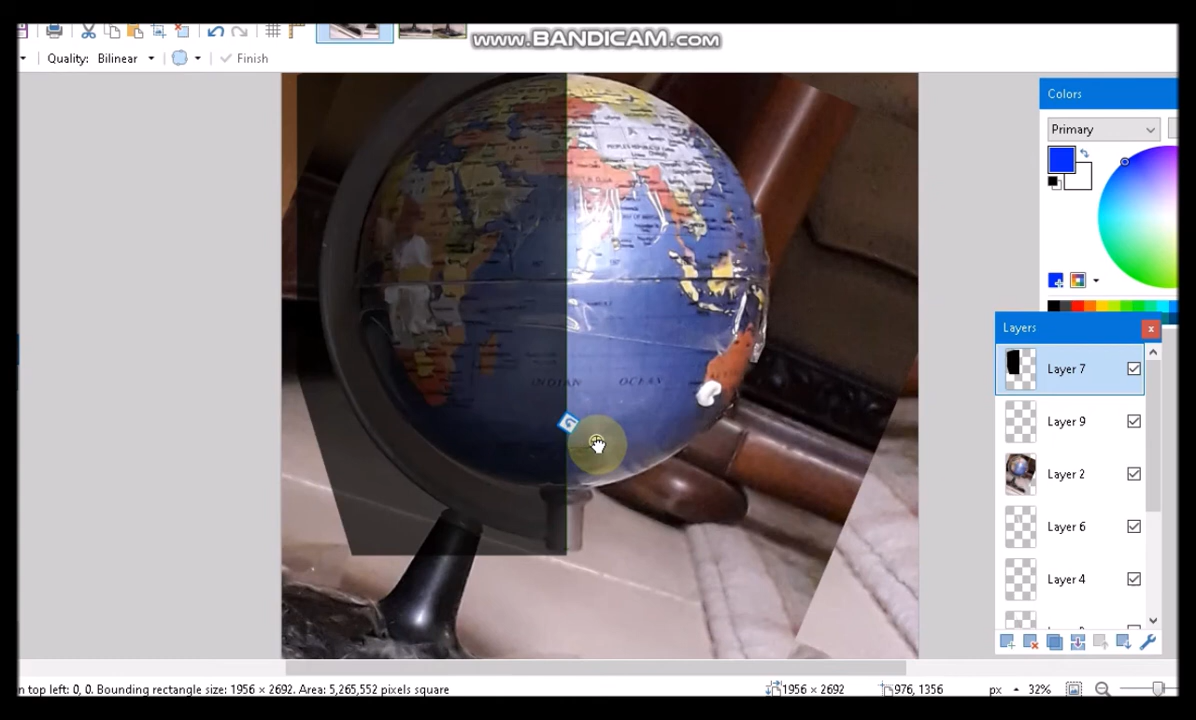 www.BANDICAM.com
Quality: Bilinear
Finish
Colors
Primary
Layers
Layer 7
Layer 9
Layer 2
Layer 6
Layer 4
INDIAN OCEAN
n top left: 0, 0. Bounding rectangle size: 1956 × 2692. Area: 5,265,552 pixels square
1956 × 2692
976, 1356
px
32%